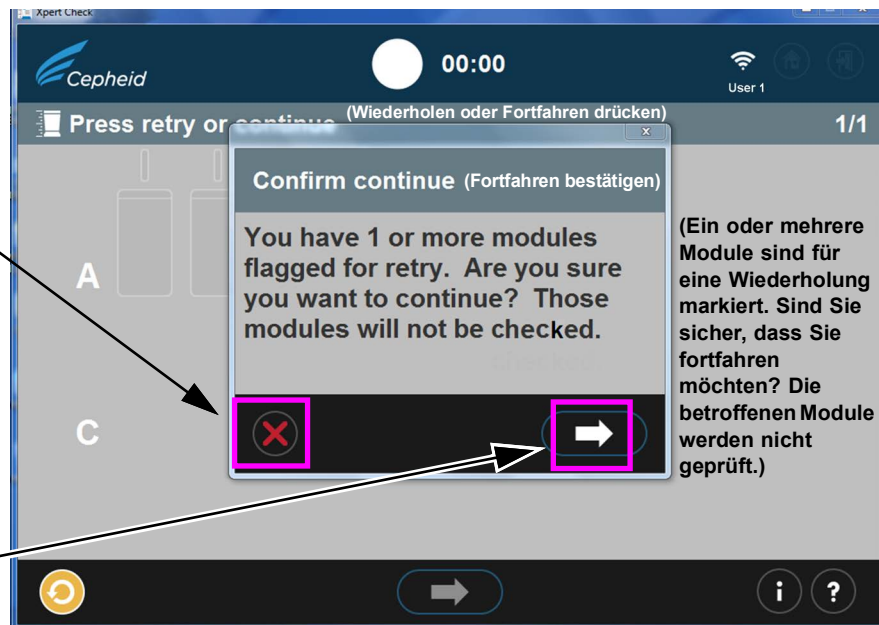 Xpert Check
Cepheid
00:00
User 1
Press retry or continue (Wiederholen oder Fortfahren drücken)
1/1
x
Confirm continue (Fortfahren bestätigen)
You have 1 or more modules
flagged for retry. Are you sure
you want to continue? Those
modules will not be checked.
A
C
(Ein oder mehrere
Module sind für
eine Wiederholung
markiert. Sind Sie
sicher, dass Sie
fortfahren
möchten? Die
betroffenen Module
werden nicht
geprüft.)
i
?